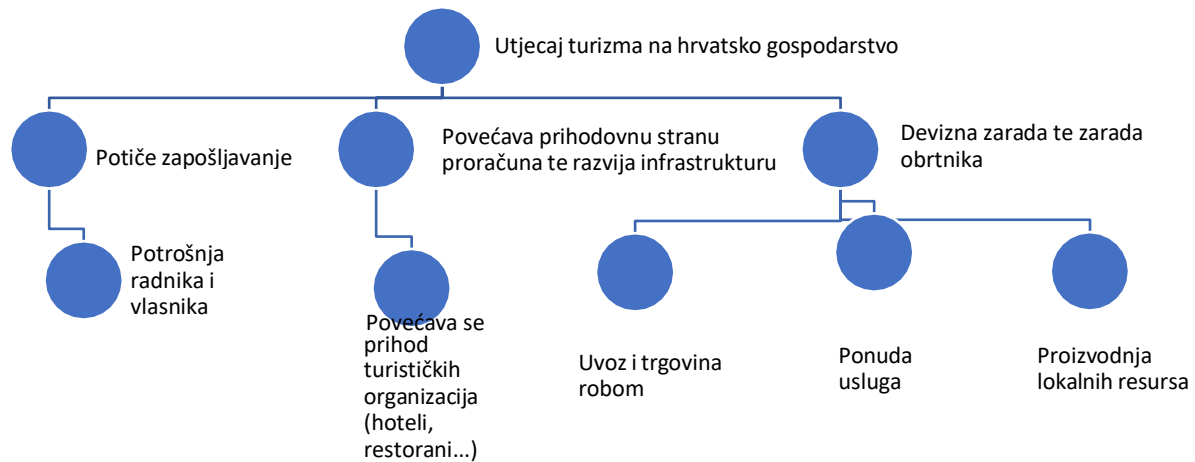 Utjecaj turizma na hrvatsko gospodarstvo
Potiče zapošljavanje
Povećava prihodovnu stranu
proračuna te razvija infrastrukturu
Devizna zarada te zarada
obrtnika
Potrošnja
radnika i
vlasnika
Povećava se
prihod
turističkih
organizacija
(hoteli,
restorani...)
Uvoz i trgovina
robom
Ponuda
usluga
Proizvodnja
lokalnih resursa